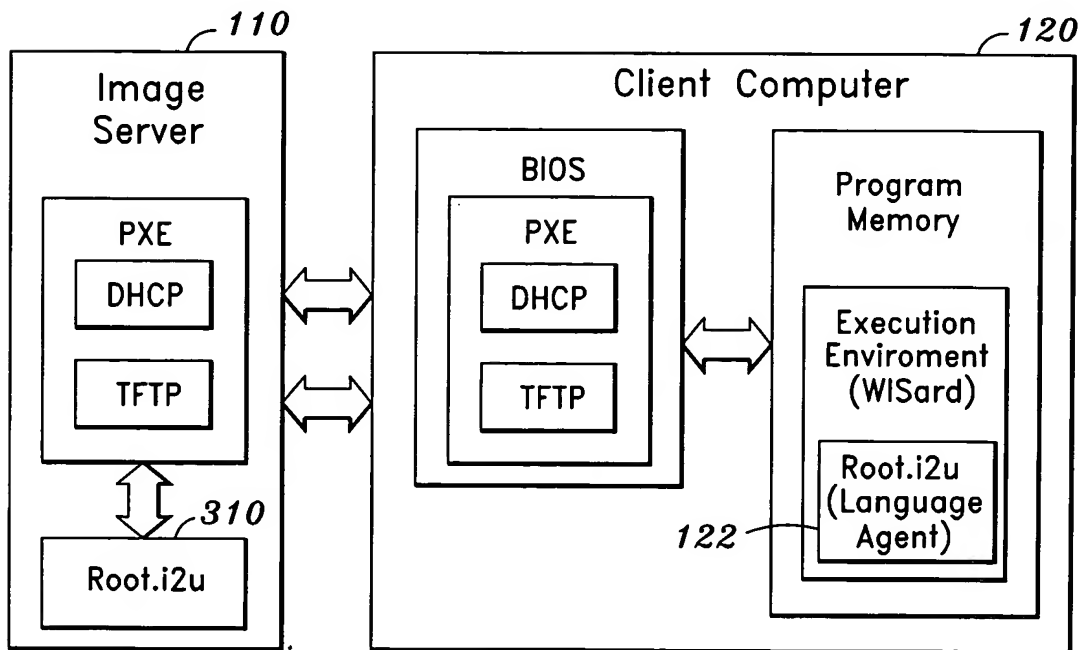 110
Image
Server
PXE
DHCP
TFTP
310
Root.i2u
120
Client Computer
BIOS
PXE
DHCP
TFTP
Program
Memory
Execution
Enviroment
(WISard)
Root.i2u
(Language
Agent)
122